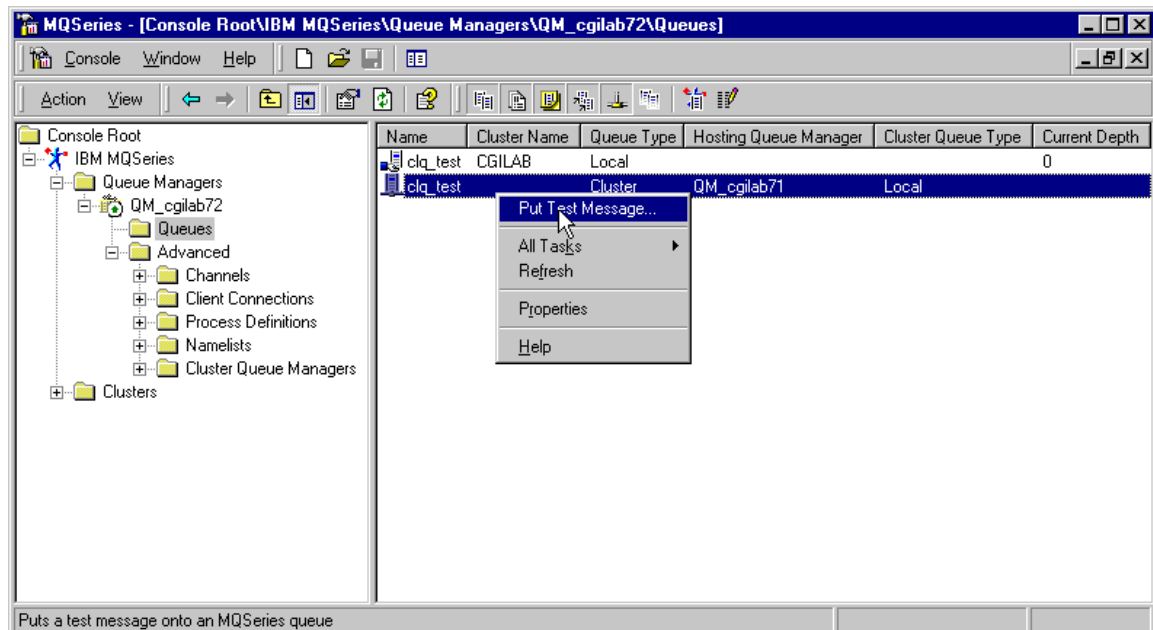 MQSeries - [Console Root\IBM MQSeries\Queue Managers\QM_cgilab72\Queues]
Console Window Help
Action View
Console Root
IBM MQSeries
Queue Managers
QM_cgilab72
Queues
Advanced
Channels
Client Connections
Process Definitions
Namelists
Cluster Queue Managers
Clusters
Name Cluster Name Queue Type Hosting Queue Manager Cluster Queue Type Current Depth
clq_test CGILAB Local 0
clq_test Cluster QM_cgilab71 Local
Put Test Message...
All Tasks
Refresh
Properties
Help
Puts a test message onto an MQSeries queue